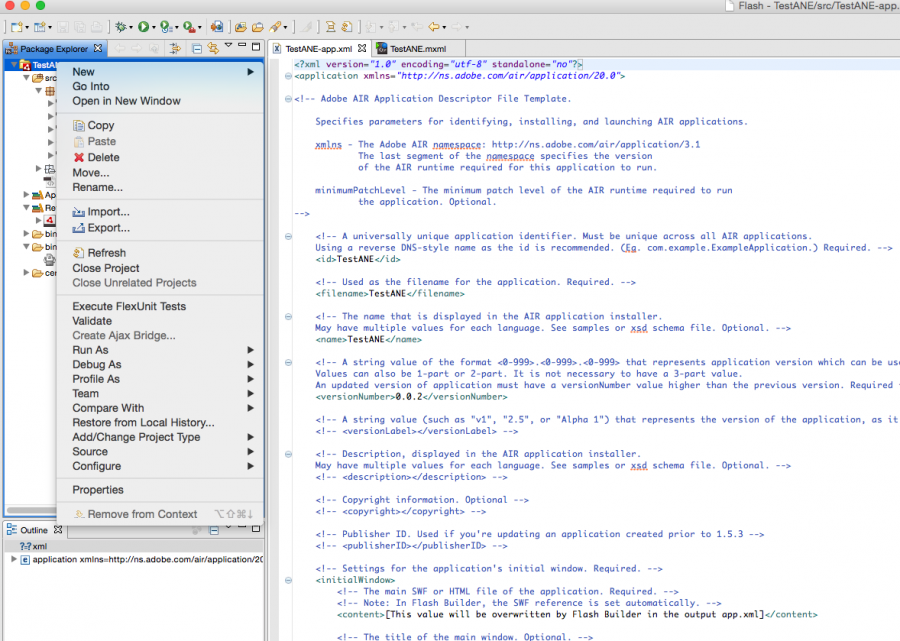 Flash - TestANE/src/TestANE-app.
Package Explorer
TestANE-app.xml
TestANE.mxml
TestA
src
Ap
Re
bin
bin
cer
New
Go Into
Open in New Window
Copy
Paste
Delete
Move...
Rename...
Import...
Export...
Refresh
Close Project
Close Unrelated Projects
Execute FlexUnit Tests
Validate
Create Ajax Bridge...
Run As
Debug As
Profile As
Team
Compare With
Restore from Local History...
Add/Change Project Type
Source
Configure
Properties
Remove from Context ⌥⇧⌘↓
Outline
?=? xml
application xmlns=http://ns.adobe.com/air/application/20
<?xml version="1.0" encoding="utf-8" standalone="no"?>
<application xmlns="http://ns.adobe.com/air/application/20.0">
<!-- Adobe AIR Application Descriptor File Template.
Specifies parameters for identifying, installing, and launching AIR applications.
xmlns - The Adobe AIR namespace: http://ns.adobe.com/air/application/3.1
The last segment of the namespace specifies the version
of the AIR runtime required for this application to run.
minimumPatchLevel - The minimum patch level of the AIR runtime required to run
the application. Optional.
-->
<!-- A universally unique application identifier. Must be unique across all AIR applications.
Using a reverse DNS-style name as the id is recommended. (Eg. com.example.ExampleApplication.) Required. -->
<id>TestANE</id>
<!-- Used as the filename for the application. Required. -->
<filename>TestANE</filename>
<!-- The name that is displayed in the AIR application installer.
May have multiple values for each language. See samples or xsd schema file. Optional. -->
<name>TestANE</name>
<!-- A string value of the format <0-999>.<0-999>.<0-999> that represents application version which can be use
Values can also be 1-part or 2-part. It is not necessary to have a 3-part value.
An updated version of application must have a versionNumber value higher than the previous version. Required
<versionNumber>0.0.2</versionNumber>
<!-- A string value (such as "v1", "2.5", or "Alpha 1") that represents the version of the application, as it
<!-- <versionLabel></versionLabel> -->
<!-- Description, displayed in the AIR application installer.
May have multiple values for each language. See samples or xsd schema file. Optional. -->
<!-- <description></description> -->
<!-- Copyright information. Optional -->
<!-- <copyright></copyright> -->
<!-- Publisher ID. Used if you're updating an application created prior to 1.5.3 -->
<!-- <publisherID></publisherID> -->
<!-- Settings for the application's initial window. Required. -->
<initialWindow>
<!-- The main SWF or HTML file of the application. Required. -->
<!-- Note: In Flash Builder, the SWF reference is set automatically. -->
<content>[This value will be overwritten by Flash Builder in the output app.xml]</content>
<!-- The title of the main window. Optional. -->